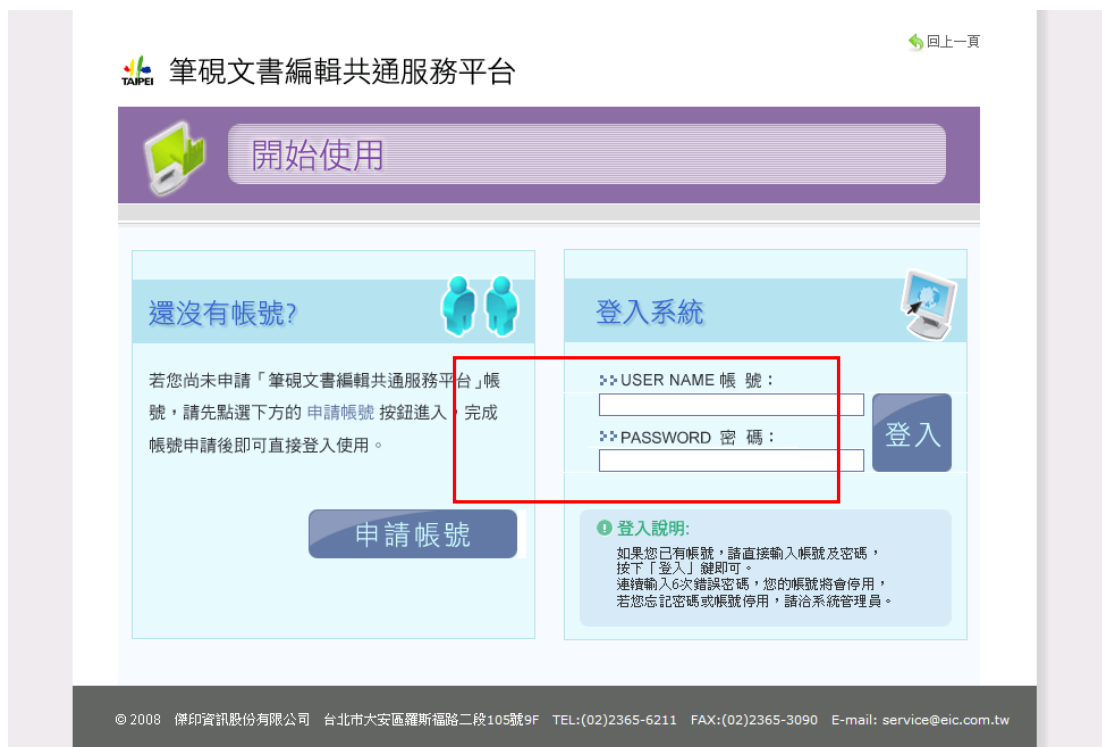 回上一頁
TAIPEI 筆硯文書編輯共通服務平台
開始使用
還沒有帳號?
若您尚未申請「筆硯文書編輯共通服務平台」帳
號，請先點選下方的 申請帳號 按鈕進入，完成
帳號申請後即可直接登入使用。
申請帳號
登入系統
USER NAME 帳 號：
PASSWORD 密 碼：
登入
登入說明:
如果您已有帳號，請直接輸入帳號及密碼，
按下「登入」鍵即可。
連續輸入6次錯誤密碼，您的帳號將會停用，
若您忘記密碼或帳號停用，請洽系統管理員。
© 2008 傑印資訊股份有限公司 台北市大安區羅斯福路二段105號9F TEL:(02)2365-6211 FAX:(02)2365-3090 E-mail: service@eic.com.tw